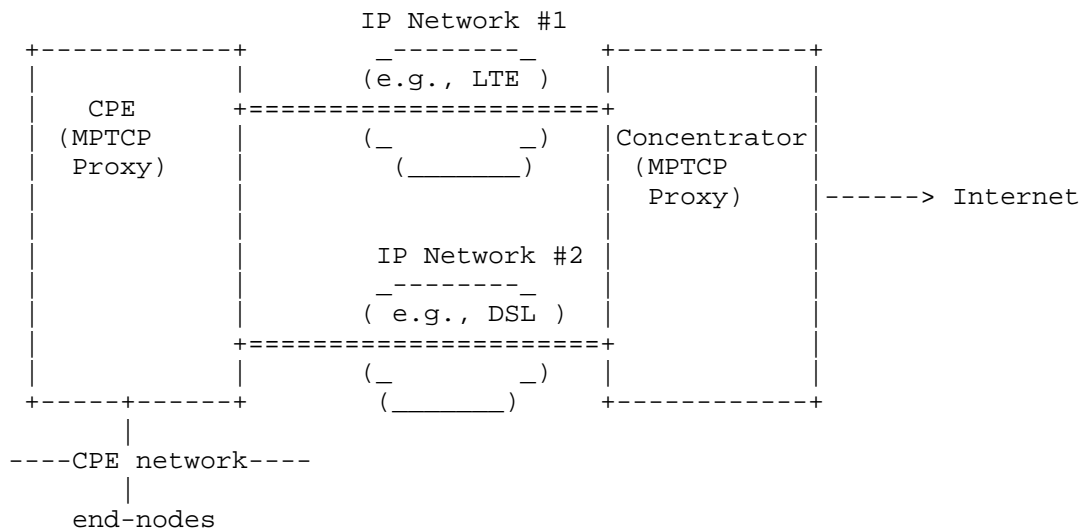 IP Network #1
(e.g., LTE )
CPE
(MPTCP
Proxy)
Concentrator
(MPTCP
Proxy)
------> Internet
IP Network #2
( e.g., DSL )
----CPE network----
end-nodes